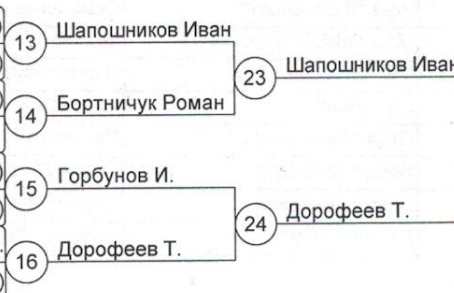 13 Шапошников Иван
23 Шапошников Иван
14 Бортничук Роман
15 Горбунов И.
24 Дорофеев Т.
16 Дорофеев Т.